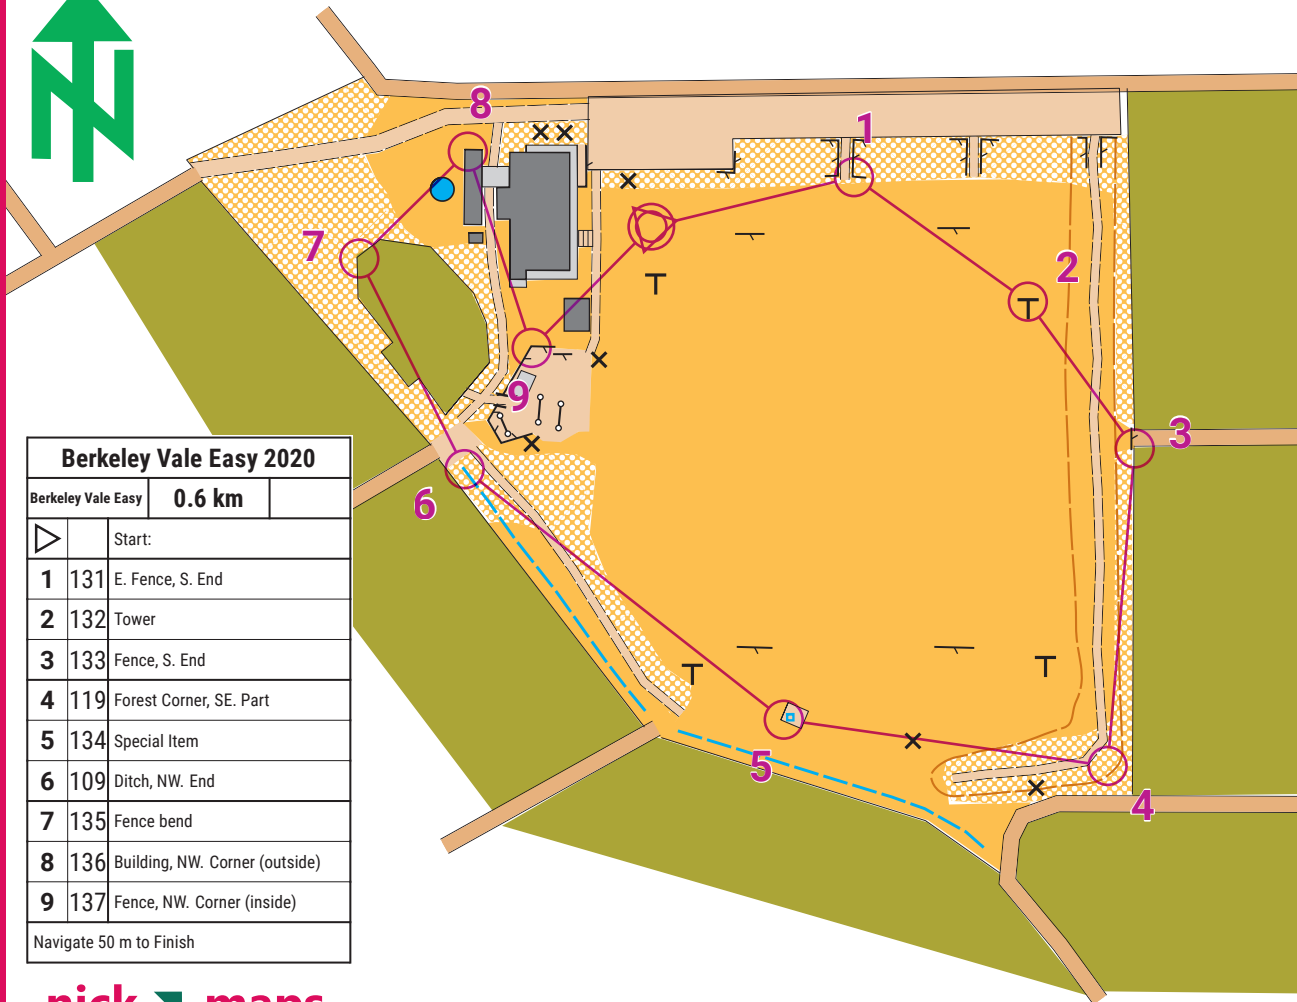 8
1
7
2
9
3
6
5
4
Berkeley Vale Easy 2020
Berkeley Vale Easy 0.6 km
Start:
1 131 E. Fence, S. End
2 132 Tower
3 133 Fence, S. End
4 119 Forest Corner, SE. Part
5 134 Special Item
6 109 Ditch, NW. End
7 135 Fence bend
8 136 Building, NW. Corner (outside)
9 137 Fence, NW. Corner (inside)
Navigate 50 m to Finish
nick maps